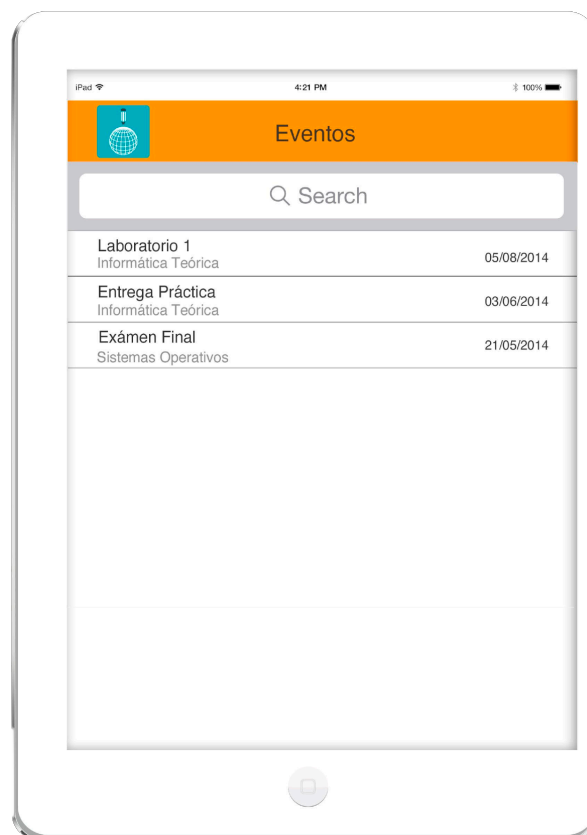 iPad 4:21 PM 100%
Eventos
Search
Laboratorio 1
Informática Teórica
05/08/2014
Entrega Práctica
Informática Teórica
03/06/2014
Exámen Final
Sistemas Operativos
21/05/2014